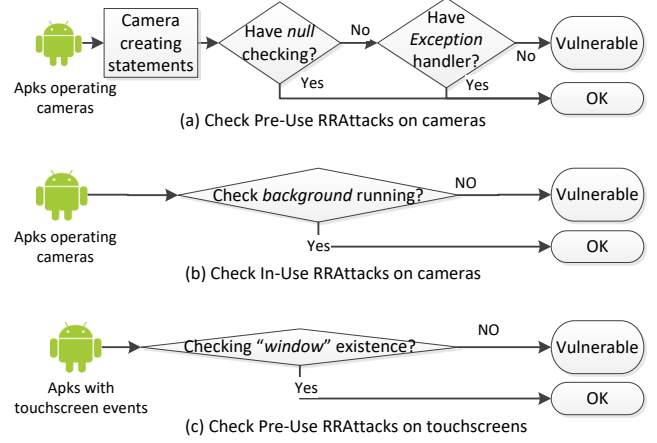 Apks operating
cameras
Camera
creating
statements
Have null
checking?
No
Yes
Have
Exception
handler?
No
Yes
Vulnerable
OK
(a) Check Pre-Use RRAttacks on cameras
Apks operating
cameras
Check background running?
NO
Yes
Vulnerable
OK
(b) Check In-Use RRAttacks on cameras
Apks with
touchscreen events
Checking “window” existence?
NO
Yes
Vulnerable
OK
(c) Check Pre-Use RRAttacks on touchscreens